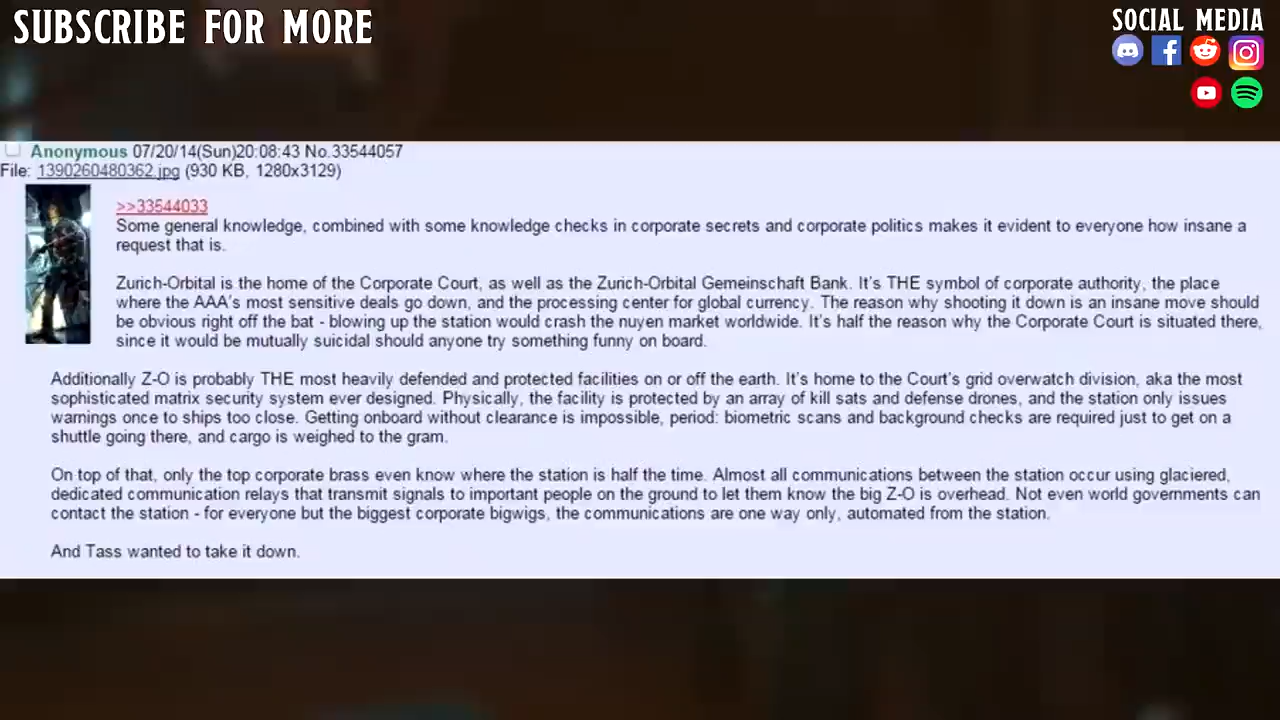 SUBSCRIBE FOR MORE
SOCIAL MEDIA
Anonymous 07/20/14(Sun)20:08:43 No.33544057
File: 1390260480362.jpg (930 KB, 1280x3129)
>>33544033
Some general knowledge, combined with some knowledge checks in corporate secrets and corporate politics makes it evident to everyone how insane a
request that is.
Zurich-Orbital is the home of the Corporate Court, as well as the Zurich-Orbital Gemeinschaft Bank. It's THE symbol of corporate authority, the place
where the AAA's most sensitive deals go down, and the processing center for global currency. The reason why shooting it down is an insane move should
be obvious right off the bat - blowing up the station would crash the nuyen market worldwide. It's half the reason why the Corporate Court is situated there,
since it would be mutually suicidal should anyone try something funny on board.
Additionally Z-O is probably THE most heavily defended and protected facilities on or off the earth. It's home to the Court's grid overwatch division, aka the most
sophisticated matrix security system ever designed. Physically, the facility is protected by an array of kill sats and defense drones, and the station only issues
warnings once to ships too close. Getting onboard without clearance is impossible, period: biometric scans and background checks are required just to get on a
shuttle going there, and cargo is weighed to the gram.
On top of that, only the top corporate brass even know where the station is half the time. Almost all communications between the station occur using glaciered,
dedicated communication relays that transmit signals to important people on the ground to let them know the big Z-O is overhead. Not even world governments can
contact the station - for everyone but the biggest corporate bigwigs, the communications are one way only, automated from the station.
And Tass wanted to take it down.